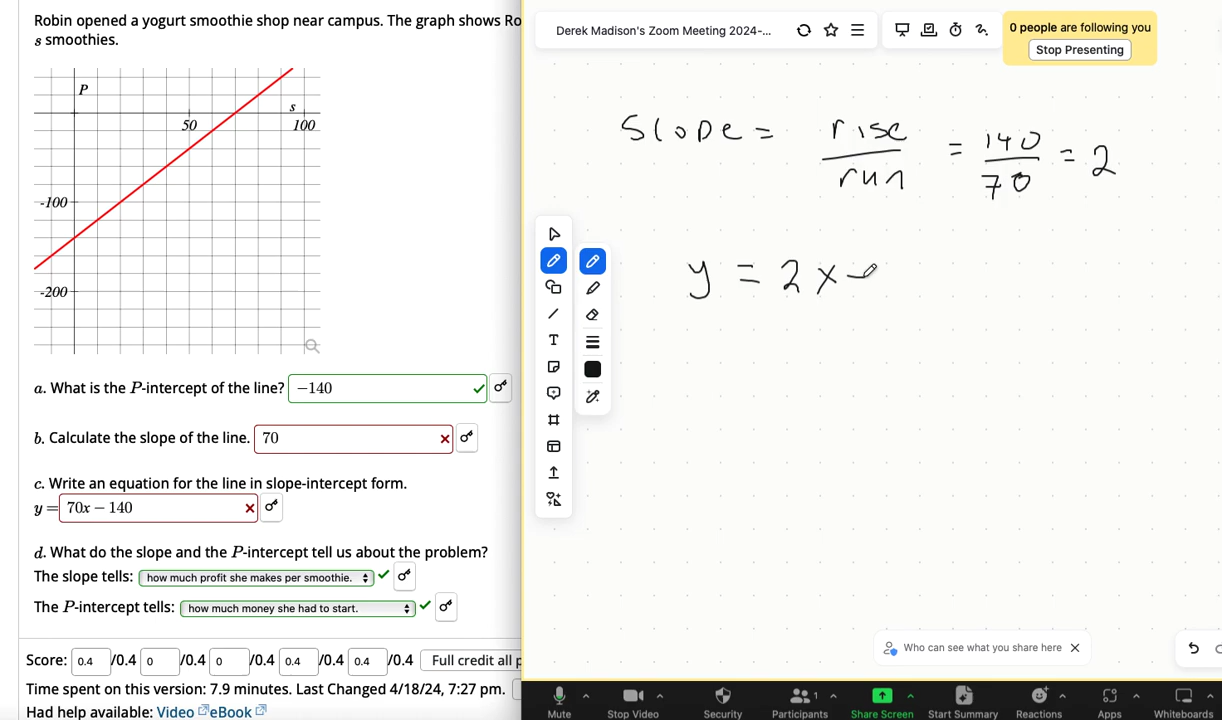 Robin opened a yogurt smoothie shop near campus. The graph shows Ro
s smoothies.
P
s
50
100
-100
-200
a. What is the P-intercept of the line? −140
b. Calculate the slope of the line. 70
c. Write an equation for the line in slope-intercept form.
y = 70x − 140
d. What do the slope and the P-intercept tell us about the problem?
The slope tells: how much profit she makes per smoothie.
The P-intercept tells: how much money she had to start.
Score: 0.4 /0.4 0 /0.4 0 /0.4 0.4 /0.4 0.4 /0.4 Full credit all p
Time spent on this version: 7.9 minutes. Last Changed 4/18/24, 7:27 pm.
Had help available: Video eBook
Derek Madison's Zoom Meeting 2024-...
0 people are following you
Stop Presenting
Slope = rise/run = 140/70 = 2
y = 2x -
T
Who can see what you share here
Mute
Stop Video
Security
1
Participants
Share Screen
Start Summary
Reactions
Apps
Whiteboards